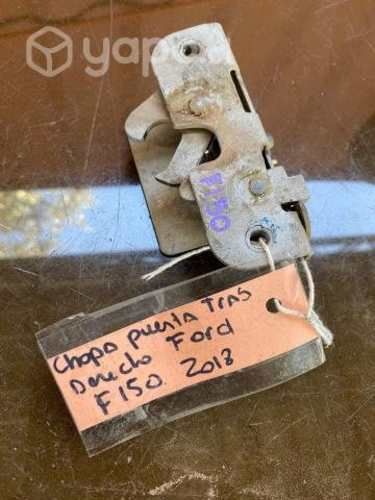 yapo
F150
Chapa puerta Tras
Derecho Ford
F150. 2018